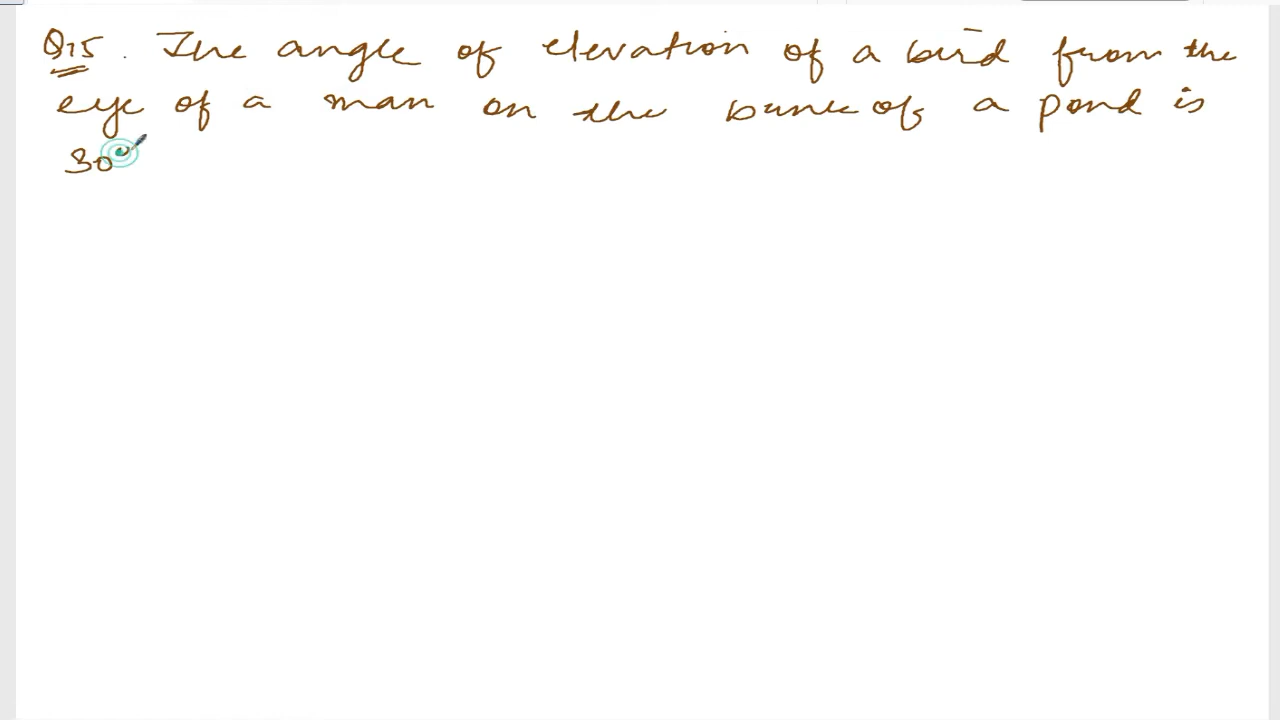 Q15. The angle of elevation of a bird from the
eye of a man on the bank of a pond is
30°